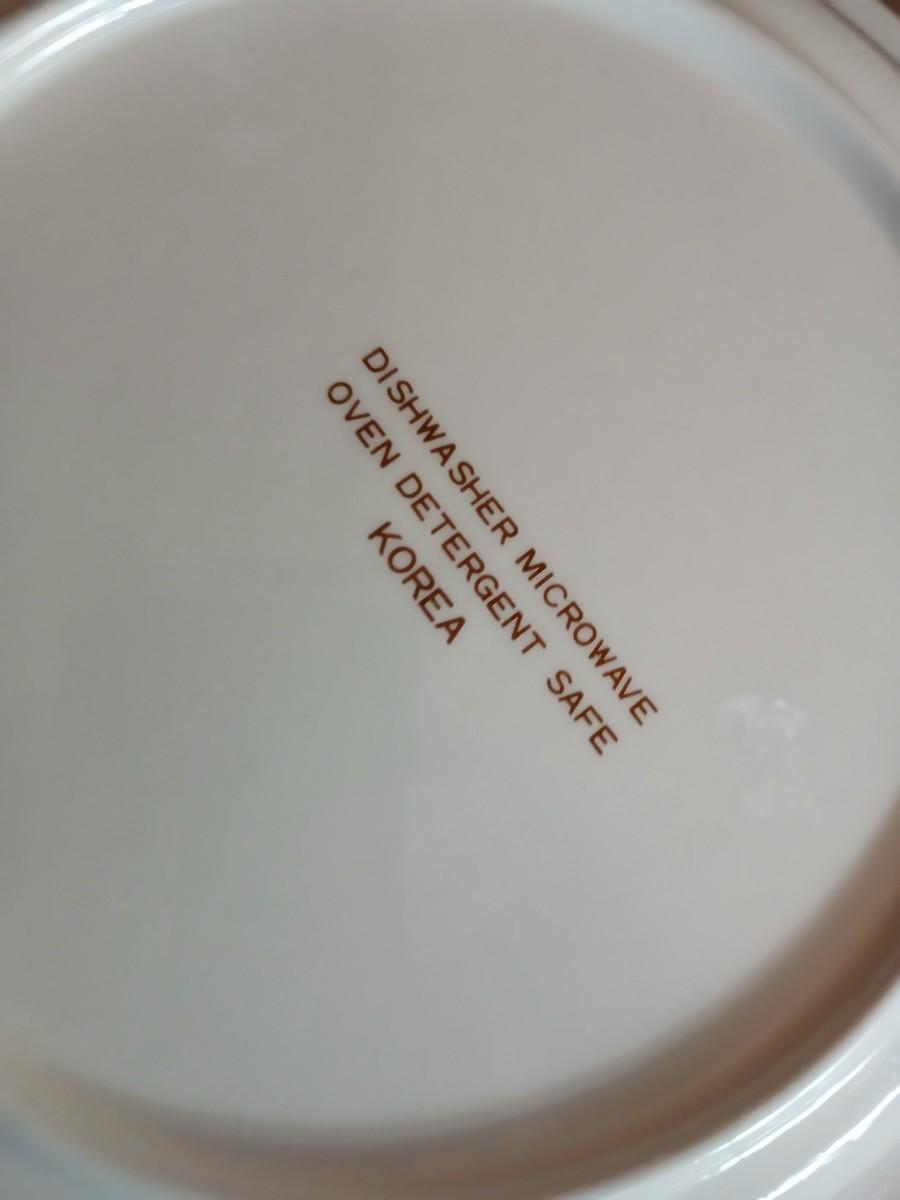 DISHWASHER MICROWAVE
OVEN DETERGENT SAFE
KOREA